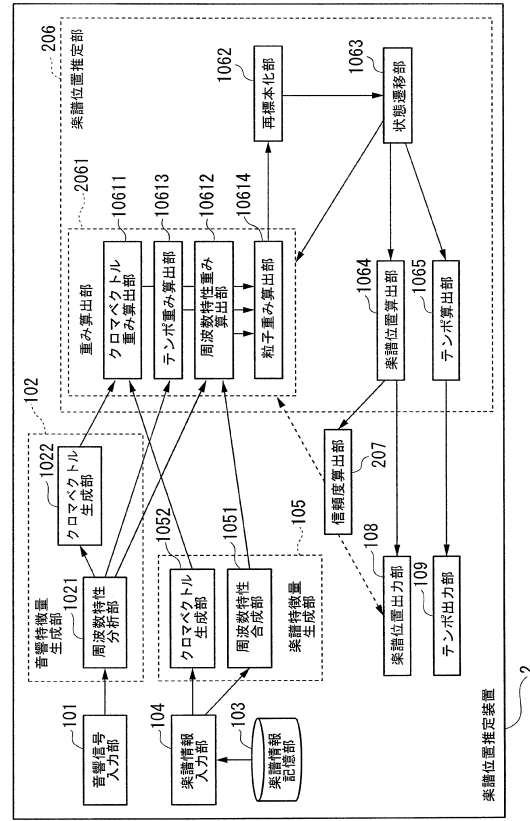 206
楽譜位置推定部
2061
重み算出部
10611
クロマベクトル
重み算出部
10613
テンポ重み算出部
10612
周波数特性重み
算出部
10614
粒子重み算出部
1062
再標本化部
1063
状態遷移部
1064
楽譜位置算出部
1065
テンポ算出部
102
音響特徴量
生成部
1022
クロマベクトル
生成部
1021
周波数特性
分析部
101
音響信号
入力部
104
楽譜情報
入力部
103
楽譜情報
記憶部
105
楽譜特徴量
生成部
1052
クロマベクトル
生成部
1051
周波数特性
合成部
信頼度算出部
207
108
楽譜位置出力部
109
テンポ出力部
楽譜位置推定装置
2